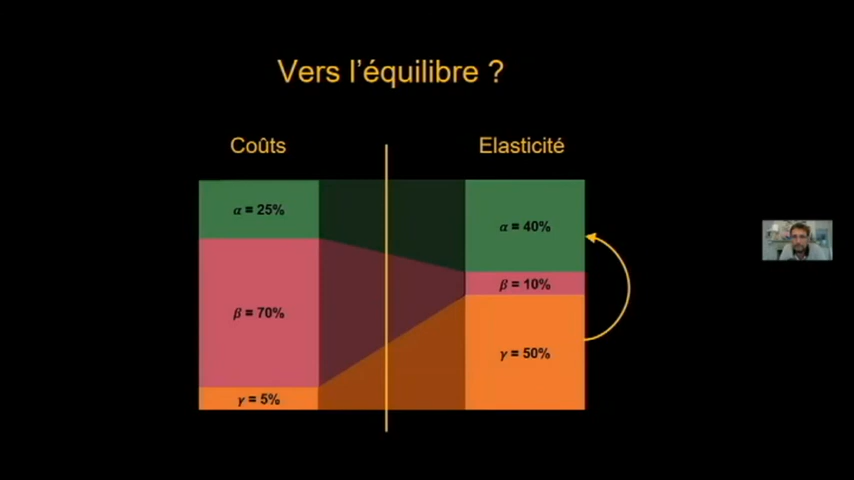 Vers l’équilibre ?
Coûts
Elasticité
α = 25%
α = 40%
β = 70%
β = 10%
γ = 5%
γ = 50%